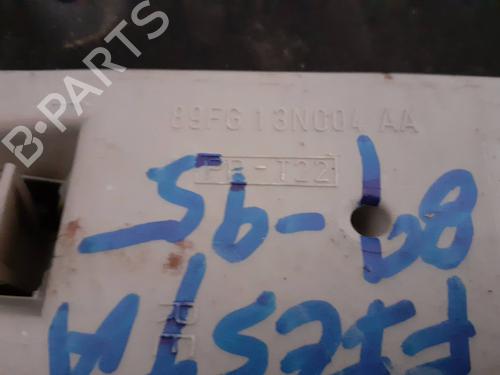 B-PARTS
89FG 13N004 AA
PP-T22
89-95
FIESTA